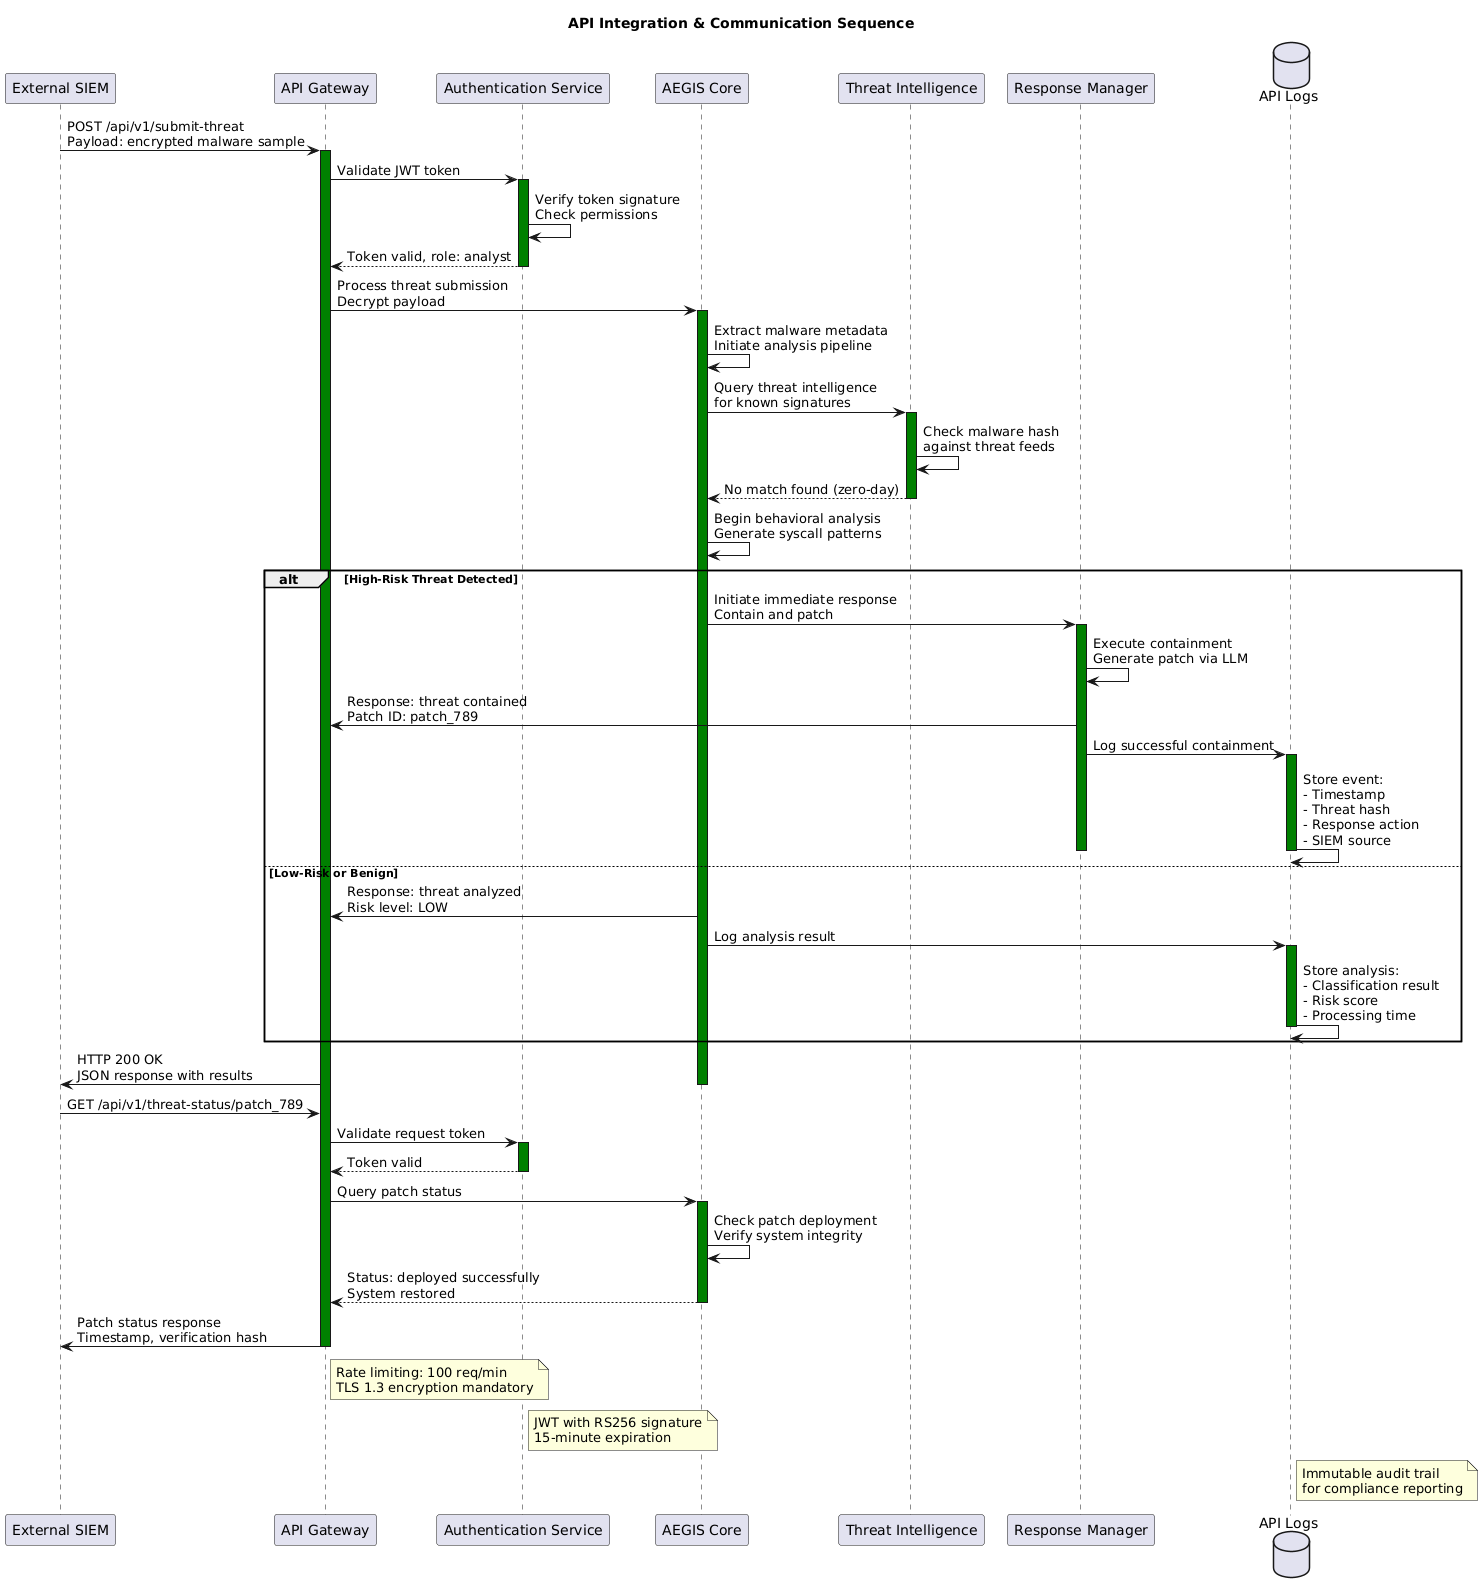 API Integration & Communication Sequence
External SIEM
API Gateway
Authentication Service
AEGIS Core
Threat Intelligence
Response Manager
API Logs
POST /api/v1/submit-threat
Payload: encrypted malware sample
Validate JWT token
Verify token signature
Check permissions
Token valid, role: analyst
Process threat submission
Decrypt payload
Extract malware metadata
Initiate analysis pipeline
Query threat intelligence
for known signatures
Check malware hash
against threat feeds
No match found (zero-day)
Begin behavioral analysis
Generate syscall patterns
alt
[High-Risk Threat Detected]
Initiate immediate response
Contain and patch
Execute containment
Generate patch via LLM
Response: threat contained
Patch ID: patch_789
Log successful containment
Store event:
- Timestamp
- Threat hash
- Response action
- SIEM source
[Low-Risk or Benign]
Response: threat analyzed
Risk level: LOW
Log analysis result
Store analysis:
- Classification result
- Risk score
- Processing time
HTTP 200 OK
JSON response with results
GET /api/v1/threat-status/patch_789
Validate request token
Token valid
Query patch status
Check patch deployment
Verify system integrity
Status: deployed successfully
System restored
Patch status response
Timestamp, verification hash
Rate limiting: 100 req/min
TLS 1.3 encryption mandatory
JWT with RS256 signature
15-minute expiration
Immutable audit trail
for compliance reporting
External SIEM
API Gateway
Authentication Service
AEGIS Core
Threat Intelligence
Response Manager
API Logs